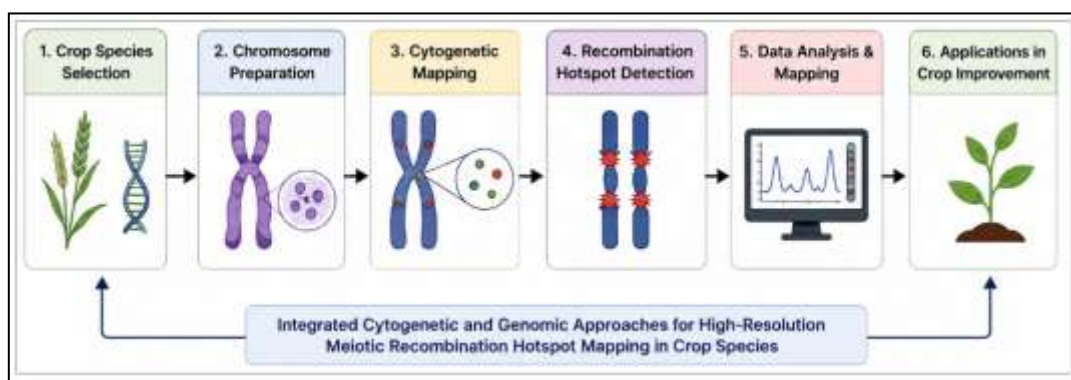 1. Crop Species
Selection
2. Chromosome
Preparation
3. Cytogenetic
Mapping
4. Recombination
Hotspot Detection
5. Data Analysis &
Mapping
6. Applications in
Crop Improvement
Integrated Cytogenetic and Genomic Approaches for High-Resolution
Meiotic Recombination Hotspot Mapping in Crop Species